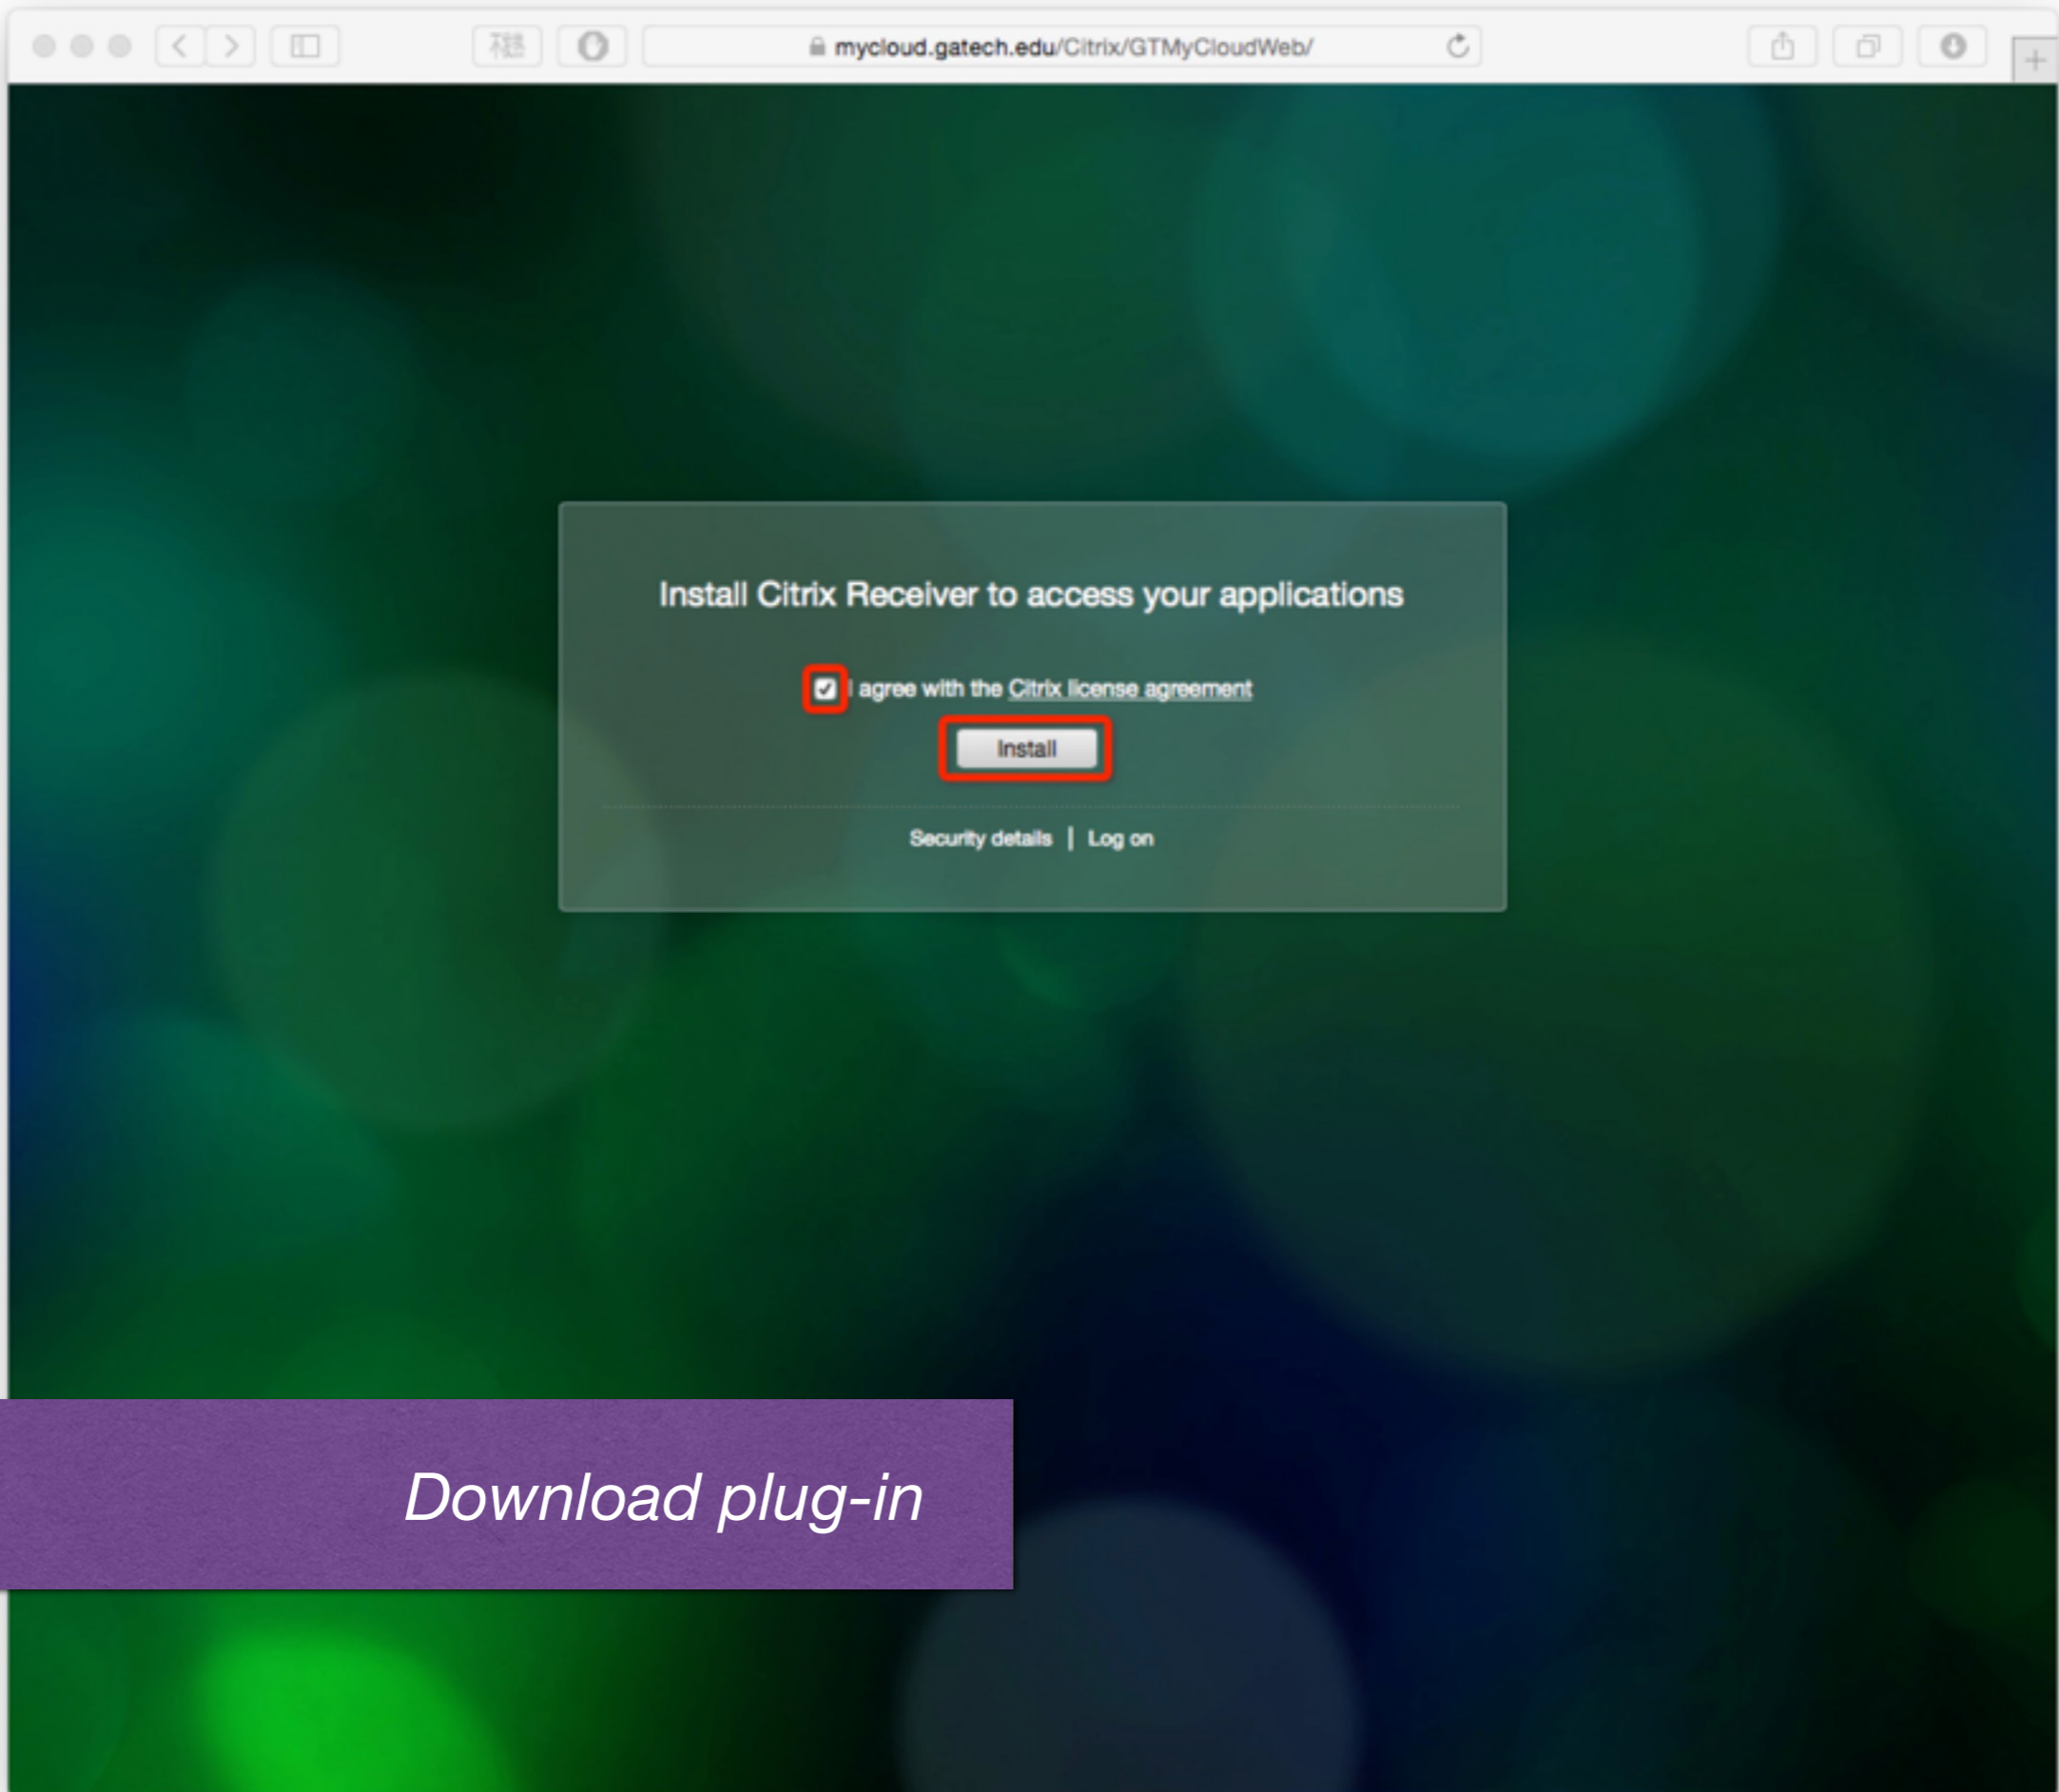 mycloud.gatech.edu/Citrix/GTMyCloudWeb/
Install Citrix Receiver to access your applications
I agree with the Citrix license agreement
Install
Security details | Log on
Download plug-in